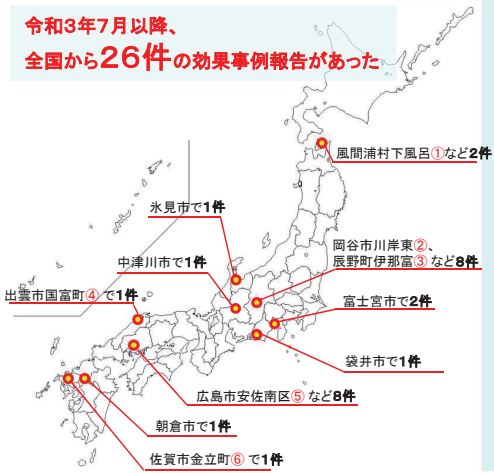 令和3年7月以降、
全国から26件の効果事例報告があった
風間浦村下風呂①など2件
氷見市で1件
岡谷市川岸東②、
辰野町伊那富③など8件
中津川市で1件
出雲市国富町④で1件
富士宮市で2件
袋井市で1件
広島市安佐南区⑤など8件
朝倉市で1件
佐賀市金立町⑥で1件